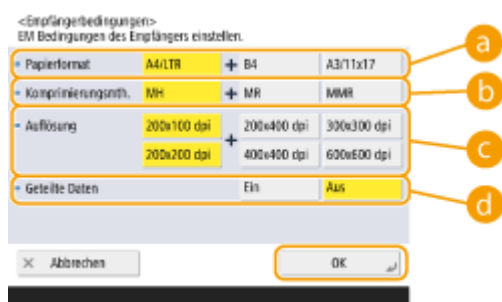 <Empfängerbedingungen>
EM Bedingungen des Empfängers einstellen.
a
Papierformat A4/LTR + B4 A3/11x17
b
Komprimierungsmth. MH + MR MMR
Auflösung 200x100 dpi + 200x400 dpi 300x300 dpi
200x200 dpi 400x400 dpi 600x600 dpi
c
Geteilte Daten Ein Aus
d
× Abbrechen OK